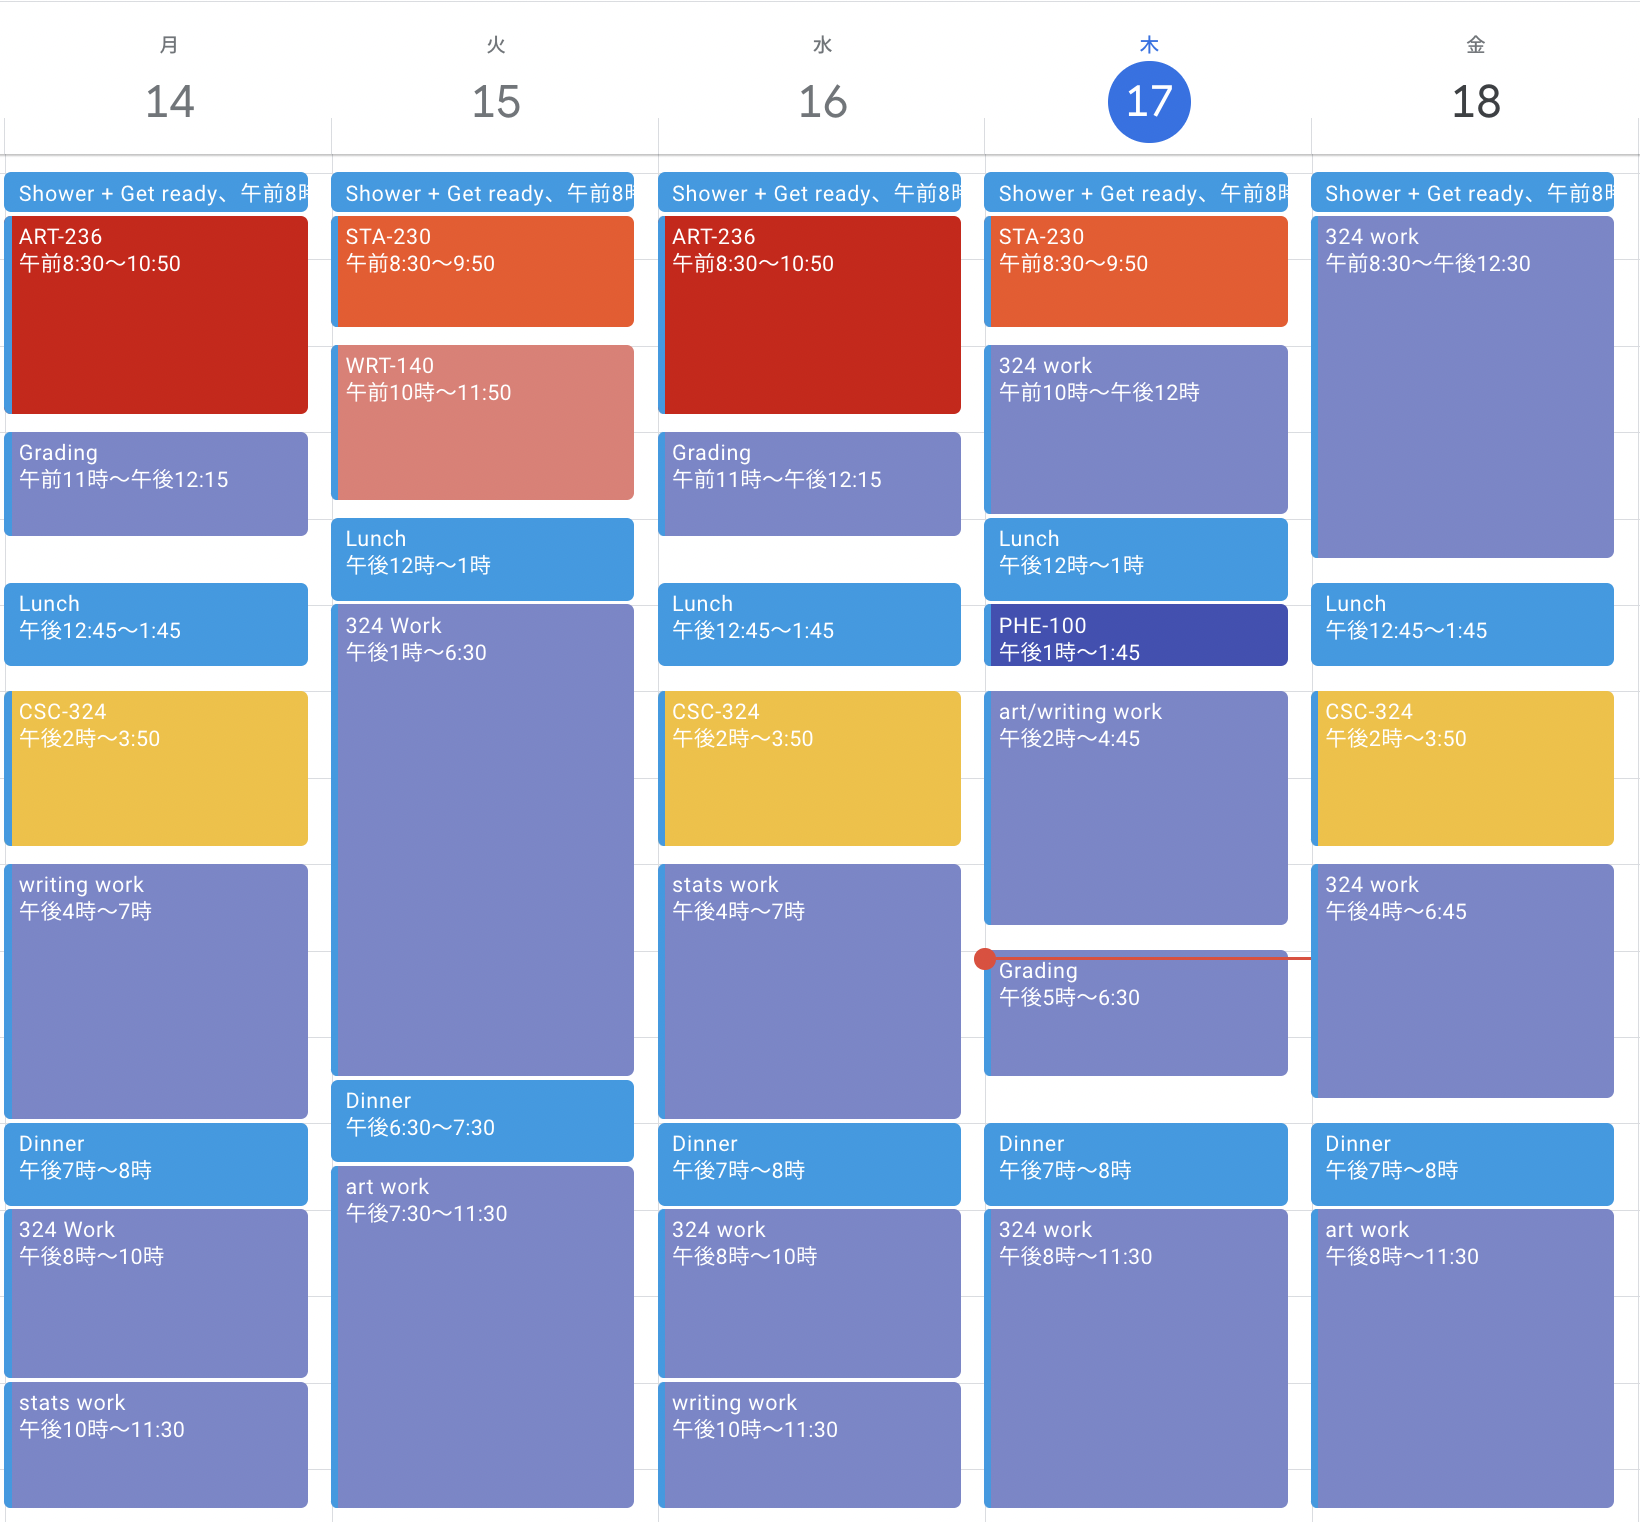 月
14
Shower + Get ready、午前8時
ART-236
午前8:30〜10:50
Grading
午前11時〜午後12:15
Lunch
午後12:45〜1:45
CSC-324
午後2時〜3:50
writing work
午後4時〜7時
Dinner
午後7時〜8時
324 Work
午後8時〜10時
stats work
午後10時〜11:30
火
15
Shower + Get ready、午前8時
STA-230
午前8:30〜9:50
WRT-140
午前10時〜11:50
Lunch
午後12時〜1時
324 Work
午後1時〜6:30
Dinner
午後6:30〜7:30
art work
午後7:30〜11:30
水
16
Shower + Get ready、午前8時
ART-236
午前8:30〜10:50
Grading
午前11時〜午後12:15
Lunch
午後12:45〜1:45
CSC-324
午後2時〜3:50
stats work
午後4時〜7時
Dinner
午後7時〜8時
324 work
午後8時〜10時
writing work
午後10時〜11:30
木
17
Shower + Get ready、午前8時
STA-230
午前8:30〜9:50
324 work
午前10時〜午後12時
Lunch
午後12時〜1時
PHE-100
午後1時〜1:45
art/writing work
午後2時〜4:45
Grading
午後5時〜6:30
Dinner
午後7時〜8時
324 work
午後8時〜11:30
金
18
Shower + Get ready、午前8時
324 work
午前8:30〜午後12:30
Lunch
午後12:45〜1:45
CSC-324
午後2時〜3:50
324 work
午後4時〜6:45
Dinner
午後7時〜8時
art work
午後8時〜11:30